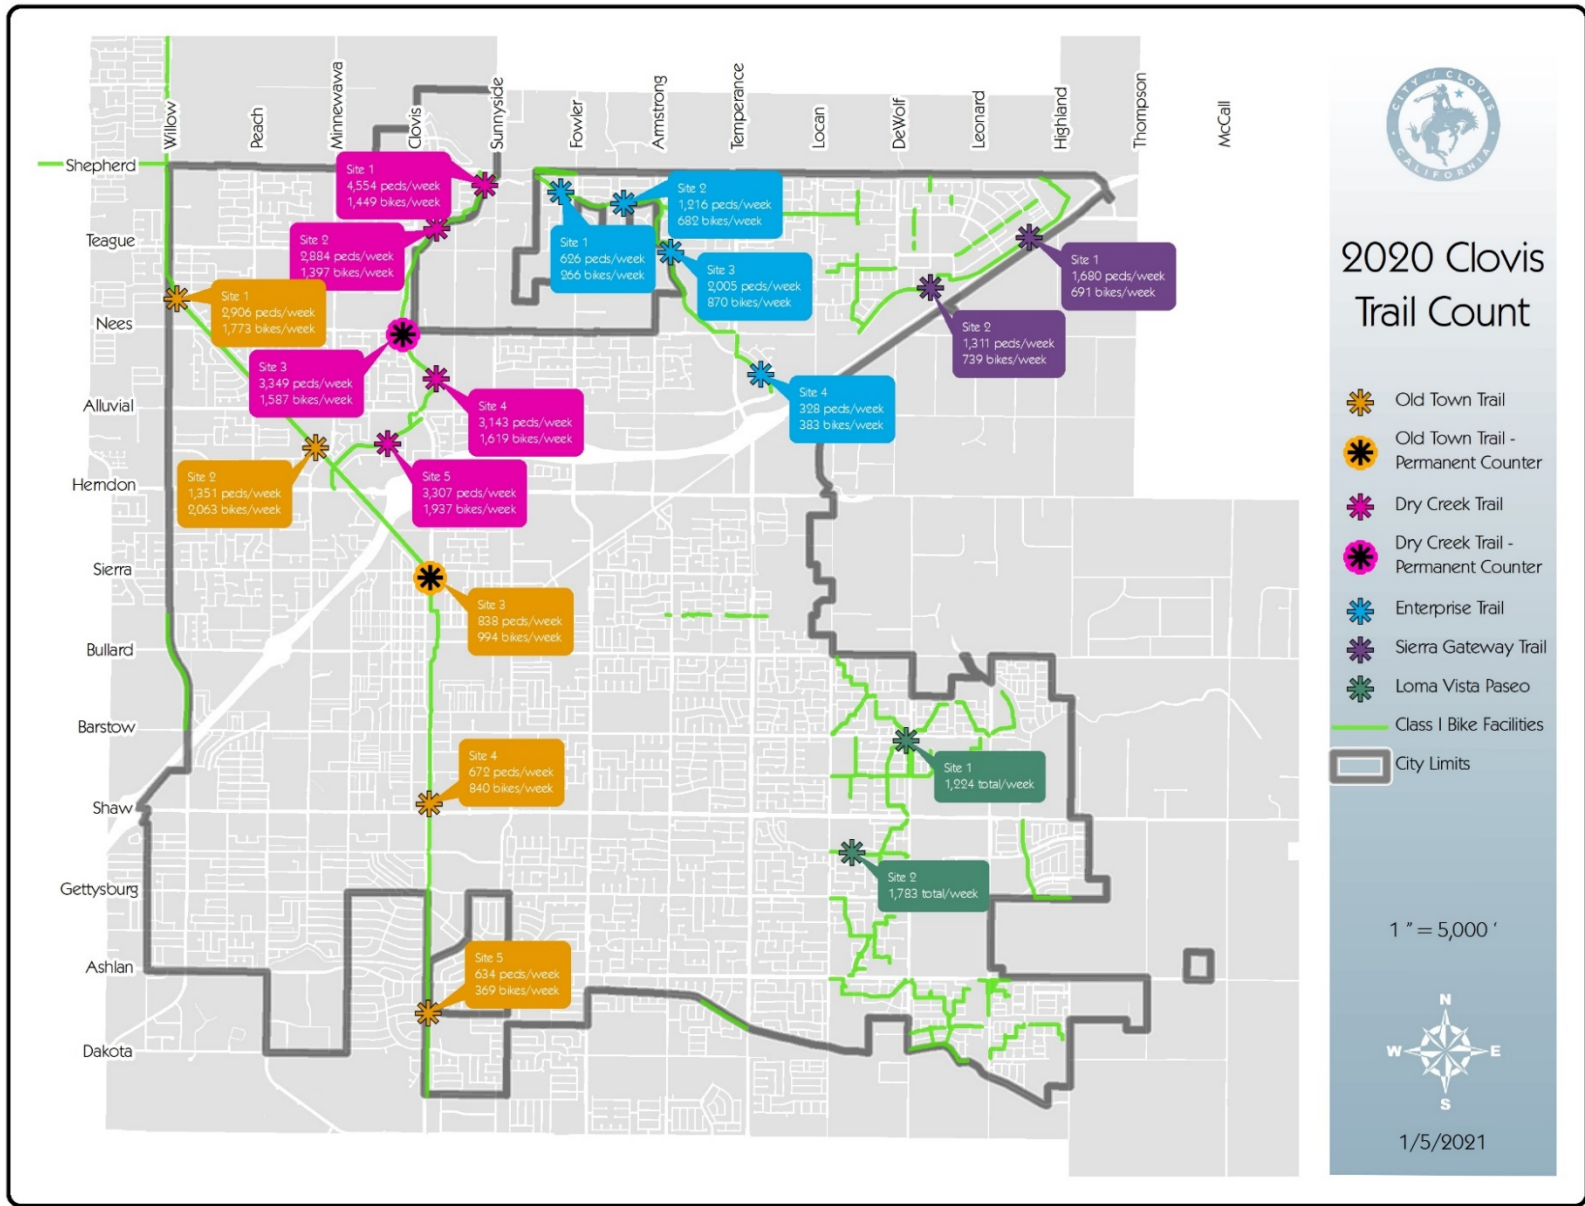 Willow
Peach
Minnewawa
Clovis
Sunnyside
Fowler
Armstrong
Temperance
Locan
DeWolf
Leonard
Highland
Thompson
McCall
Shepherd
Teague
Nees
Alluvial
Herndon
Sierra
Bullard
Barstow
Shaw
Gettysburg
Ashlan
Dakota
Site 1
4,554 peds/week
1,449 bikes/week
Site 2
2,884 peds/week
1,397 bikes/week
Site 1
2,906 peds/week
1,773 bikes/week
Site 3
3,349 peds/week
1,587 bikes/week
Site 4
3,143 peds/week
1,619 bikes/week
Site 2
1,351 peds/week
2,063 bikes/week
Site 5
3,307 peds/week
1,937 bikes/week
Site 3
838 peds/week
994 bikes/week
Site 4
672 peds/week
840 bikes/week
Site 5
634 peds/week
369 bikes/week
Site 1
626 peds/week
266 bikes/week
Site 2
1,216 peds/week
682 bikes/week
Site 3
2,005 peds/week
870 bikes/week
Site 4
328 peds/week
383 bikes/week
Site 1
1,680 peds/week
691 bikes/week
Site 2
1,311 peds/week
739 bikes/week
Site 1
1,224 total/week
Site 2
1,783 total/week
CITY of CLOVIS
CALIFORNIA
2020 Clovis
Trail Count
Old Town Trail
Old Town Trail -
Permanent Counter
Dry Creek Trail
Dry Creek Trail -
Permanent Counter
Enterprise Trail
Sierra Gateway Trail
Loma Vista Paseo
Class I Bike Facilities
City Limits
1 " = 5,000 '
N
W E
S
1/5/2021